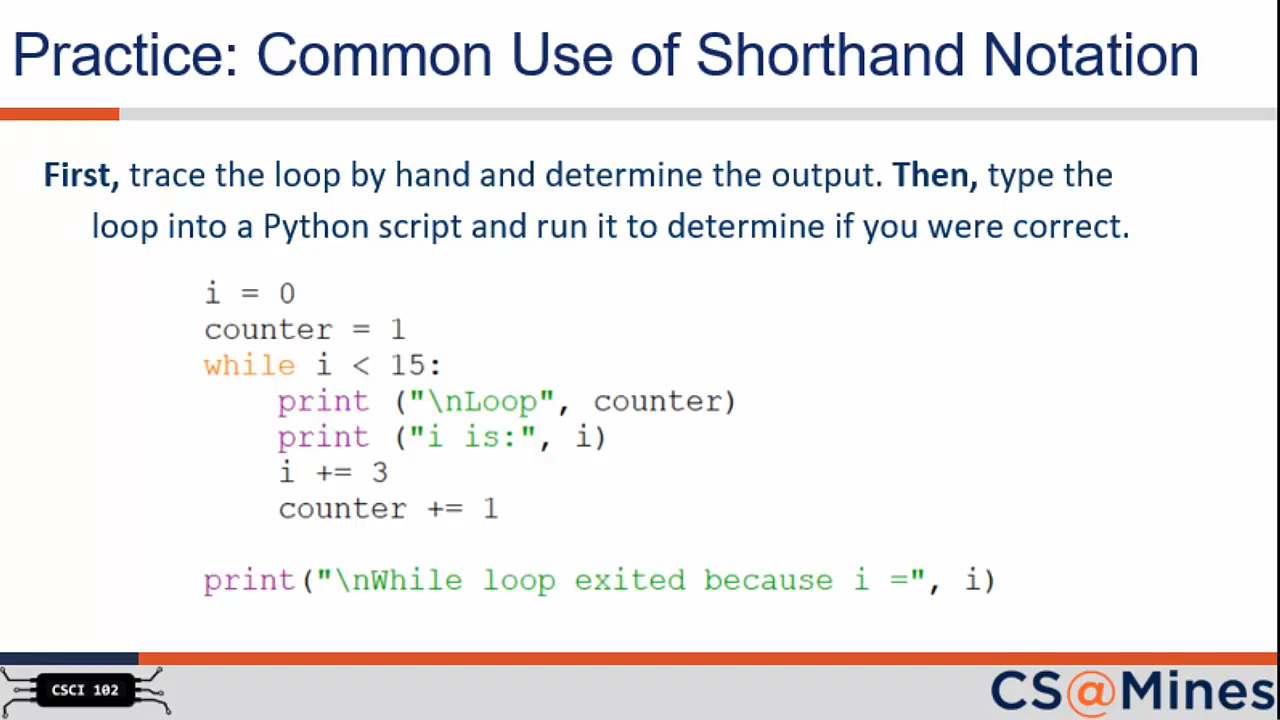 Practice: Common Use of Shorthand Notation
First, trace the loop by hand and determine the output. Then, type the
loop into a Python script and run it to determine if you were correct.
i = 0
counter = 1
while i < 15:
    print ("\nLoop", counter)
    print ("i is:", i)
    i += 3
    counter += 1
print("\nWhile loop exited because i =", i)
CSCI 102
CS@Mines